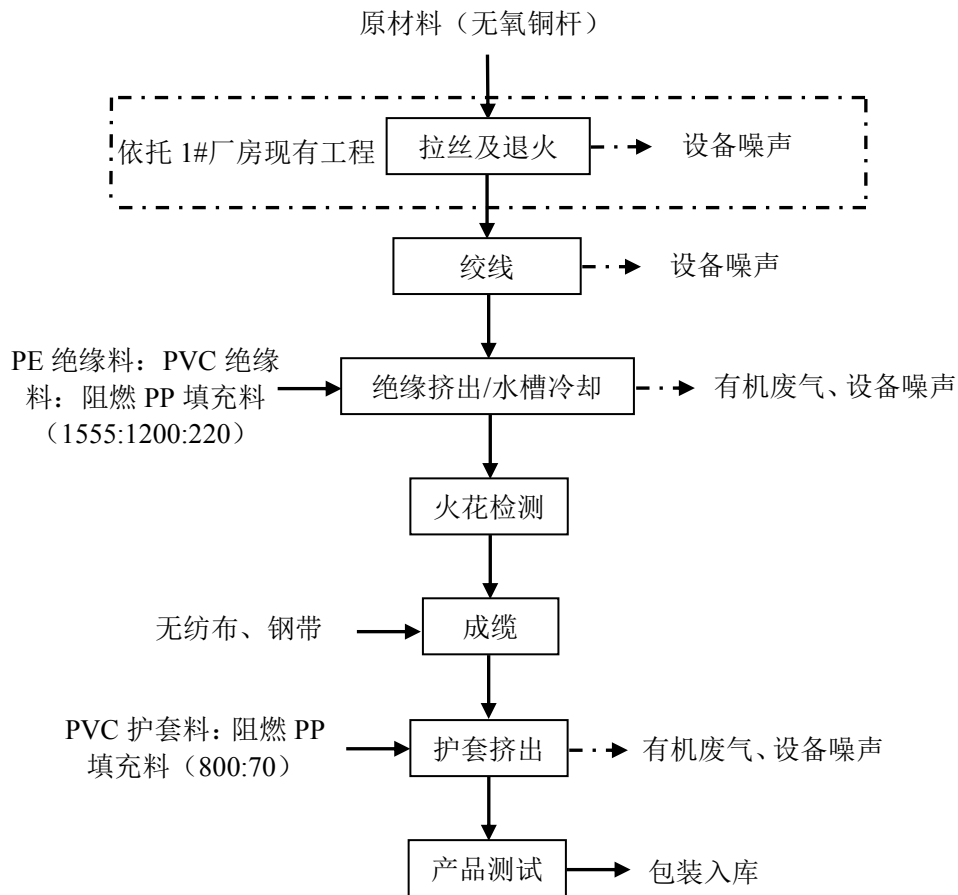 原材料（无氧铜杆）
依托 1#厂房现有工程
拉丝及退火
设备噪声
绞线
设备噪声
PE 绝缘料：PVC 绝缘
料：阻燃 PP 填充料
（1555:1200:220）
绝缘挤出/水槽冷却
有机废气、设备噪声
火花检测
无纺布、钢带
成缆
PVC 护套料：阻燃 PP
填充料（800:70）
护套挤出
有机废气、设备噪声
产品测试
包装入库